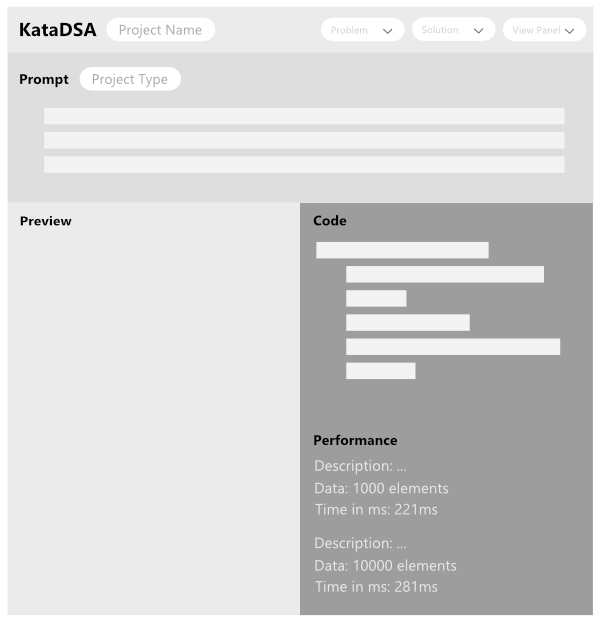 KataDSA Project Name Problem Solution View Panel
Prompt Project Type
Preview
Code
Performance
Description: ...
Data: 1000 elements
Time in ms: 221ms
Description: ...
Data: 10000 elements
Time in ms: 281ms